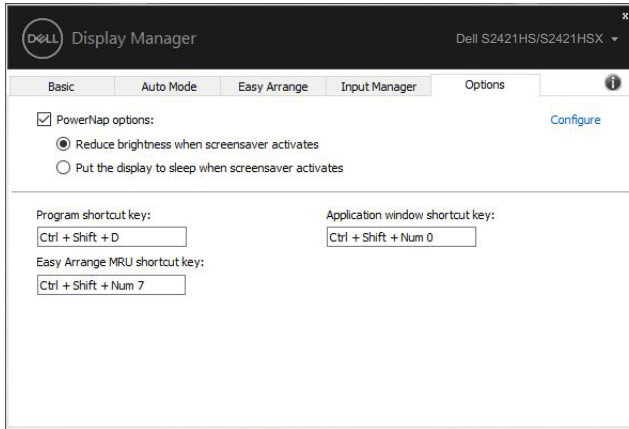 x
DELL Display Manager
Dell S2421HS/S2421HSX
Basic Auto Mode Easy Arrange Input Manager Options
PowerNap options: Configure
Reduce brightness when screensaver activates
Put the display to sleep when screensaver activates
Program shortcut key: Application window shortcut key:
Ctrl + Shift + D Ctrl + Shift + Num 0
Easy Arrange MRU shortcut key:
Ctrl + Shift + Num 7